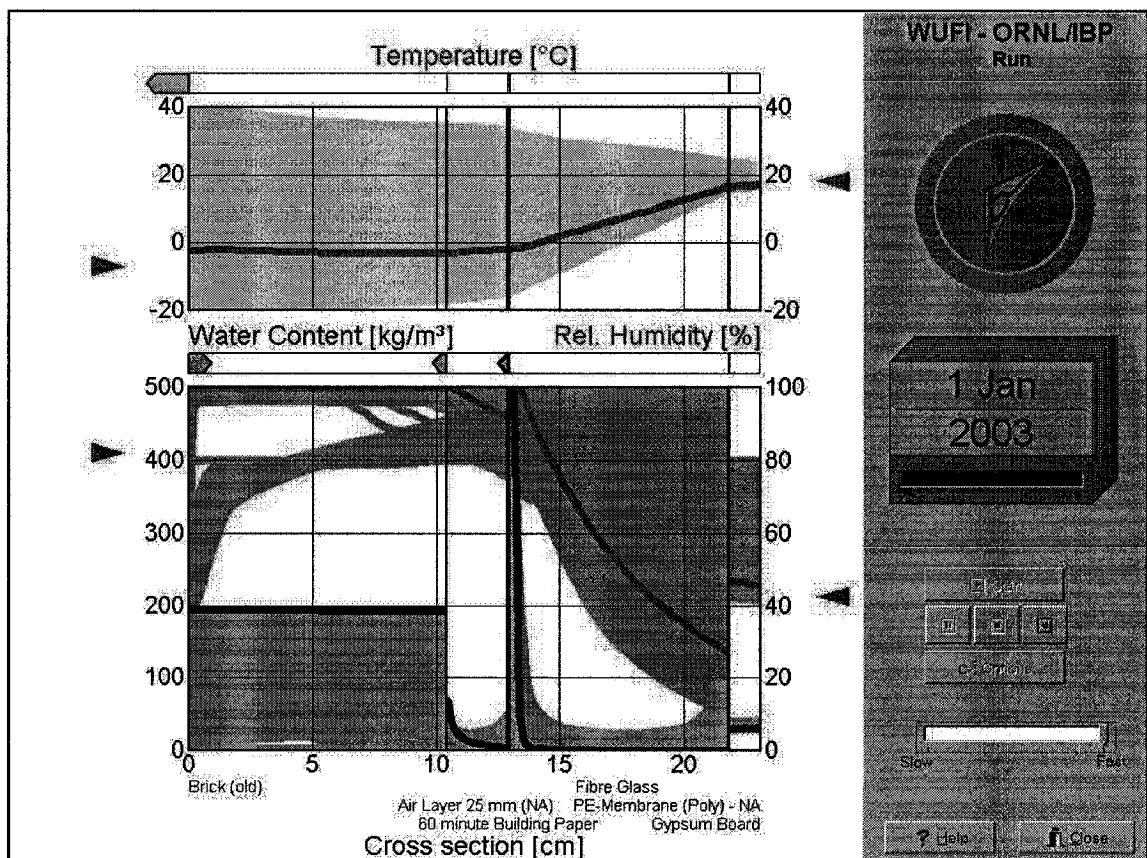 Temperature [°C]
40 40
20 20
0 0
-20 -20
Water Content [kg/m³] Rel. Humidity [%]
500 100
400 80
300 60
200 40
100 20
0 0
0 5 10 15 20
Brick (old) Fibre Glass
Air Layer 25 mm (NA) PE-Membrane (Poly) - NA
60 minute Building Paper Gypsum Board
Cross section [cm]
WUFI - ORNL/IBP
Run
1 Jan
2003
Slow Fast
? Help Close